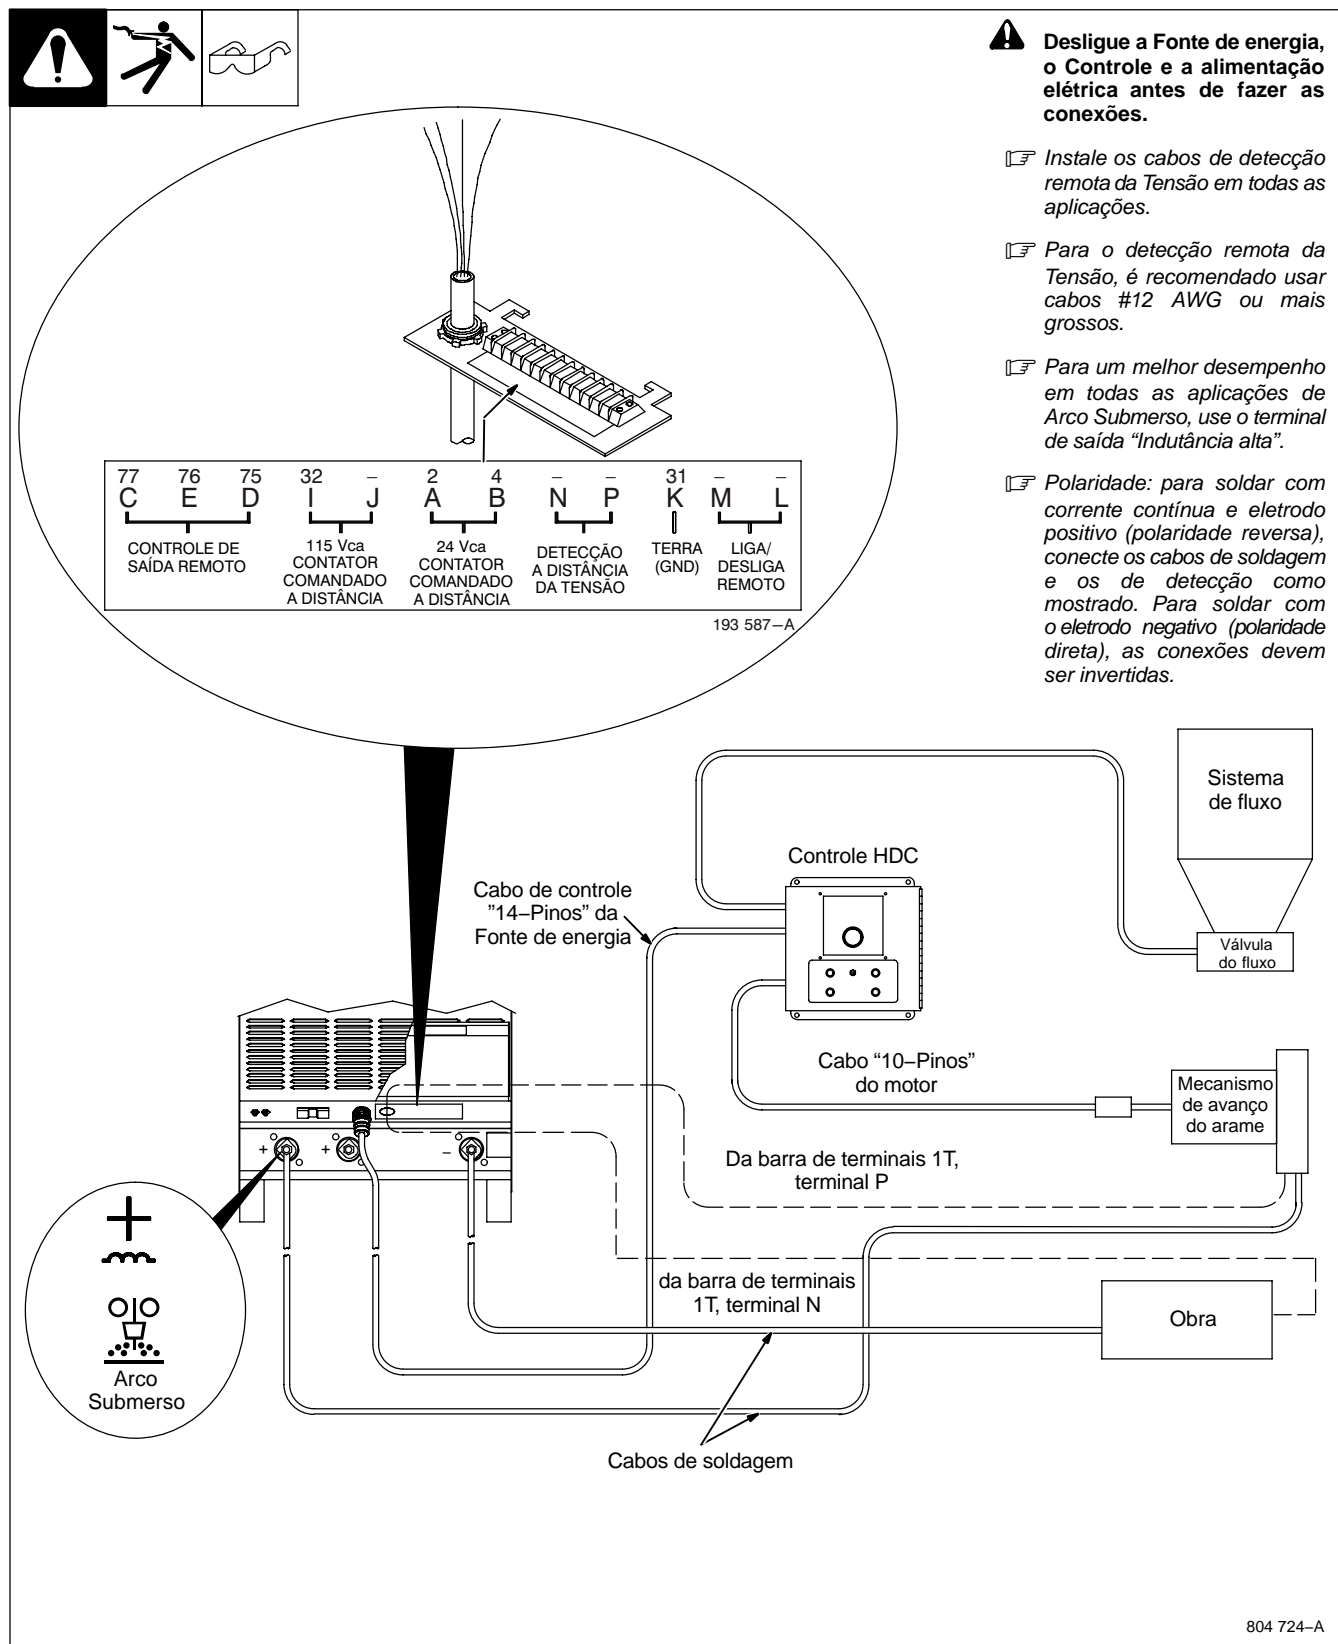 Desligue a Fonte de energia,
o Controle e a alimentação
elétrica antes de fazer as
conexões.
Instale os cabos de detecção
remota da Tensão em todas as
aplicações.
Para o detecção remota da
Tensão, é recomendado usar
cabos #12 AWG ou mais
grossos.
Para um melhor desempenho
em todas as aplicações de
Arco Submerso, use o terminal
de saída “Indutância alta”.
Polaridade: para soldar com
corrente contínua e eletrodo
positivo (polaridade reversa),
conecte os cabos de soldagem
e os de detecção como
mostrado. Para soldar com
o eletrodo negativo (polaridade
direta), as conexões devem
ser invertidas.
77 76 75 32 – 2 4 – – 31 – –
C E D I J A B N P K M L
CONTROLE DE
SAÍDA REMOTO
115 Vca
CONTATOR
COMANDADO
A DISTÂNCIA
24 Vca
CONTATOR
COMANDADO
A DISTÂNCIA
DETECÇÃO
A DISTÂNCIA
DA TENSÃO
TERRA
(GND)
LIGA/
DESLIGA
REMOTO
193 587–A
Sistema
de fluxo
Controle HDC
Cabo de controle
”14–Pinos” da
Fonte de energia
Válvula
do fluxo
Cabo “10–Pinos”
do motor
Mecanismo
de avanço
do arame
+ + –
Da barra de terminais 1T,
terminal P
da barra de terminais
1T, terminal N
Obra
Arco
Submerso
Cabos de soldagem
804 724–A